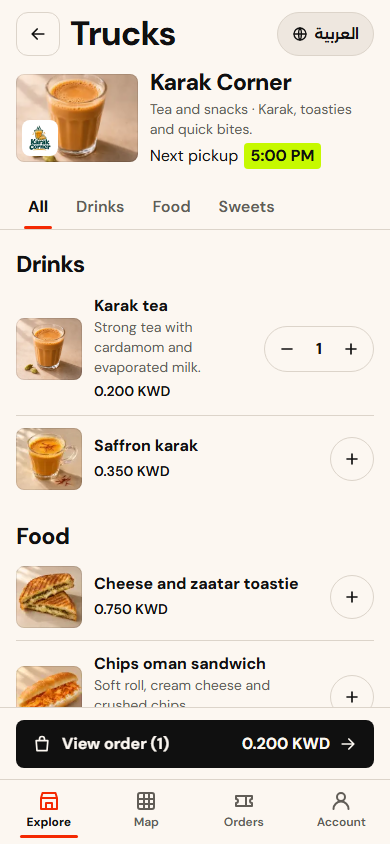 Trucks
العربية
Karak Corner
Karak
Corner
Tea and snacks · Karak, toasties
and quick bites.
Next pickup 5:00 PM
All Drinks Food Sweets
Drinks
Karak tea
Strong tea with
cardamom and
evaporated milk.
0.200 KWD
1
Saffron karak
0.350 KWD
Food
Cheese and zaatar toastie
0.750 KWD
Chips oman sandwich
Soft roll, cream cheese and
crushed chips
View order (1) 0.200 KWD
Explore Map Orders Account